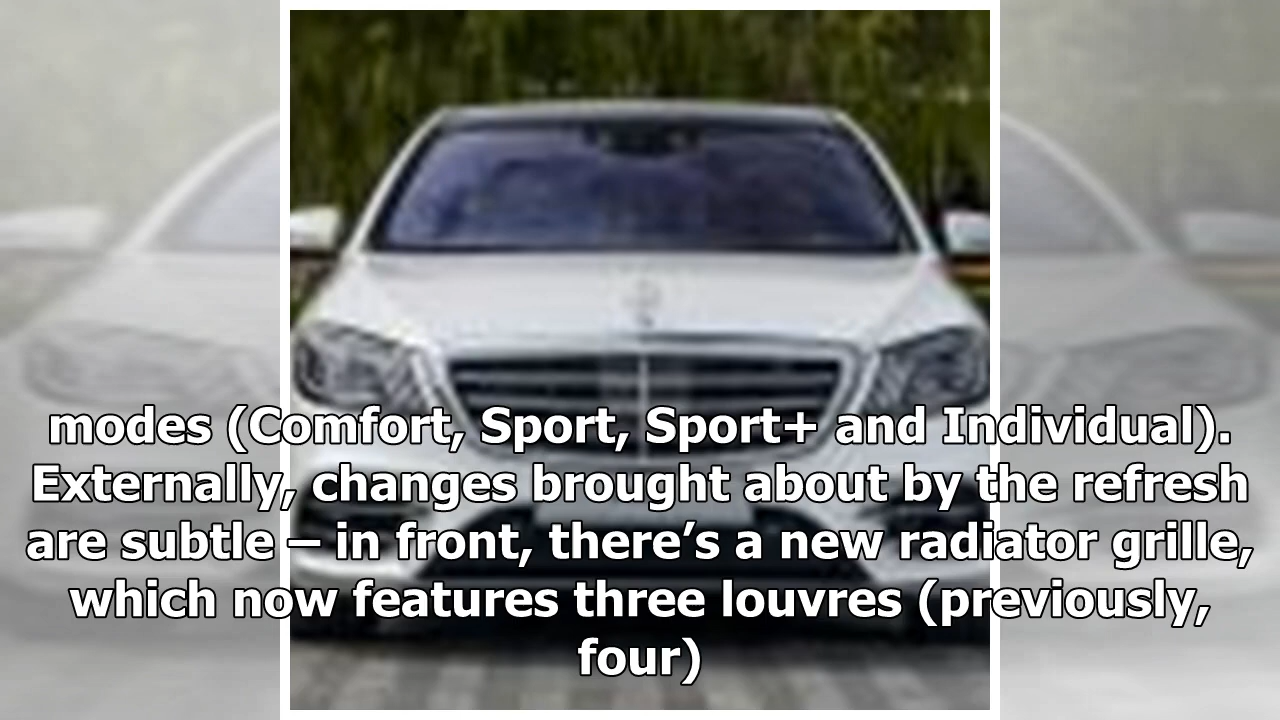 modes (Comfort, Sport, Sport+ and Individual).
Externally, changes brought about by the refresh
are subtle – in front, there’s a new radiator grille,
which now features three louvres (previously,
four)